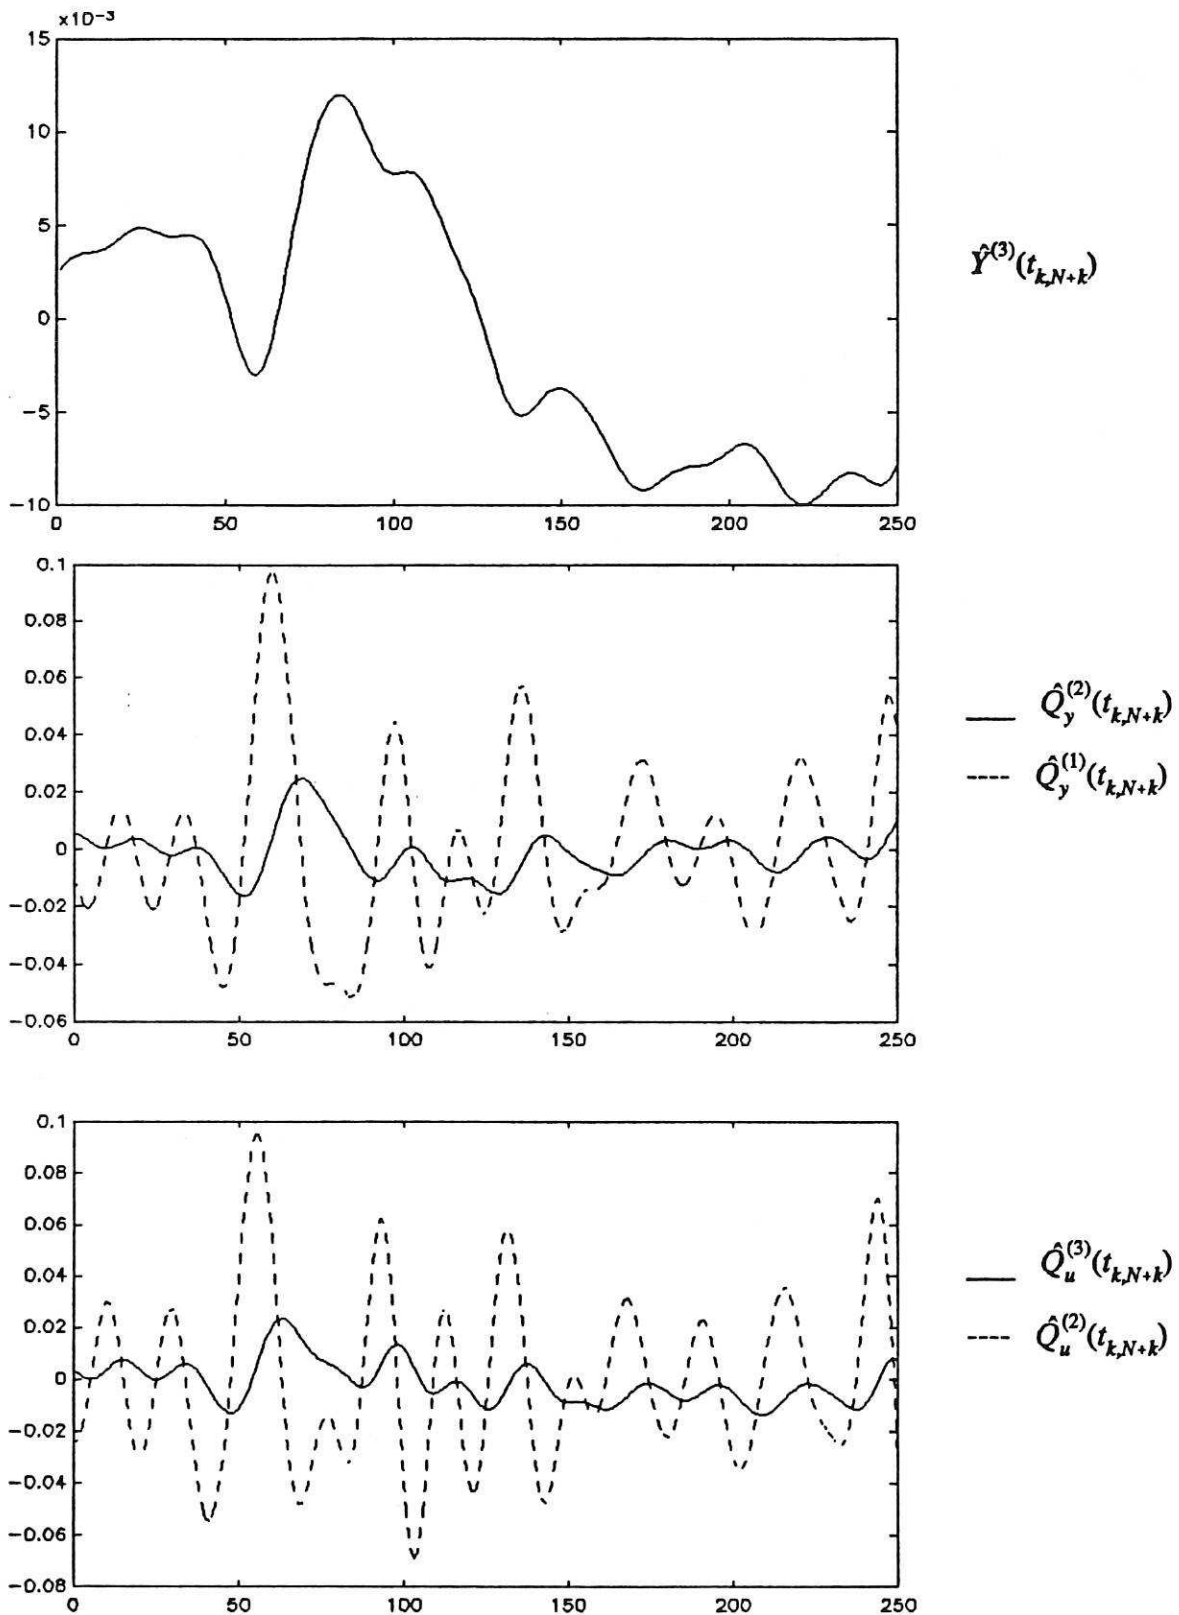 x10⁻³
15
10
5
0
−5
−10
0 50 100 150 200 250
Ŷ⁽³⁾(t_{k,N+k})
0.1
0.08
0.06
0.04
0.02
0
−0.02
−0.04
−0.06
0 50 100 150 200 250
Q̂_y⁽²⁾(t_{k,N+k})
Q̂_y⁽¹⁾(t_{k,N+k})
0.1
0.08
0.06
0.04
0.02
0
−0.02
−0.04
−0.06
−0.08
0 50 100 150 200 250
Q̂_u⁽³⁾(t_{k,N+k})
Q̂_u⁽²⁾(t_{k,N+k})